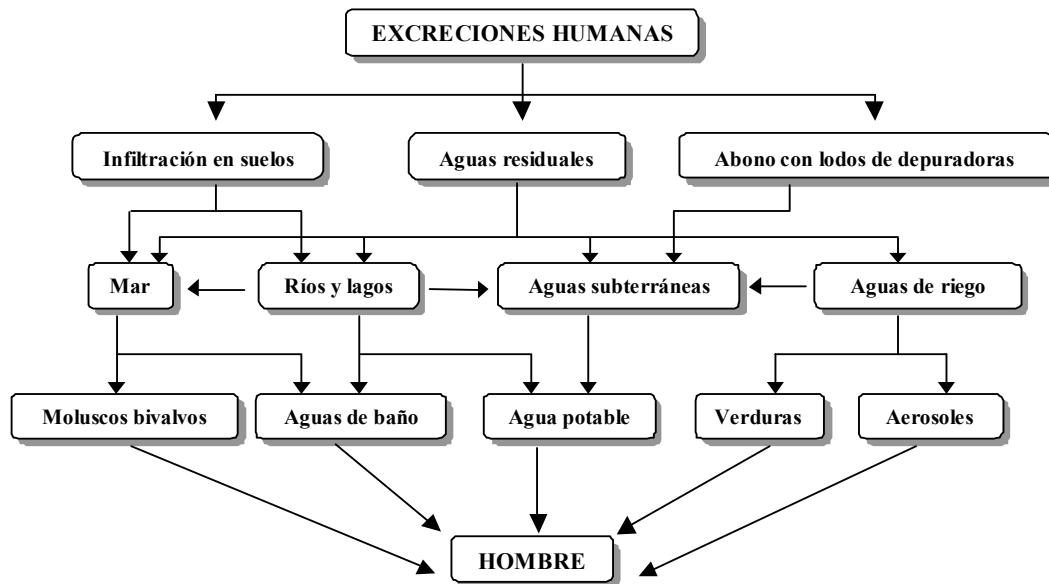 EXCRECIONES HUMANAS
Infiltración en suelos
Aguas residuales
Abono con lodos de depuradoras
Mar
Ríos y lagos
Aguas subterráneas
Aguas de riego
Moluscos bivalvos
Aguas de baño
Agua potable
Verduras
Aerosoles
HOMBRE